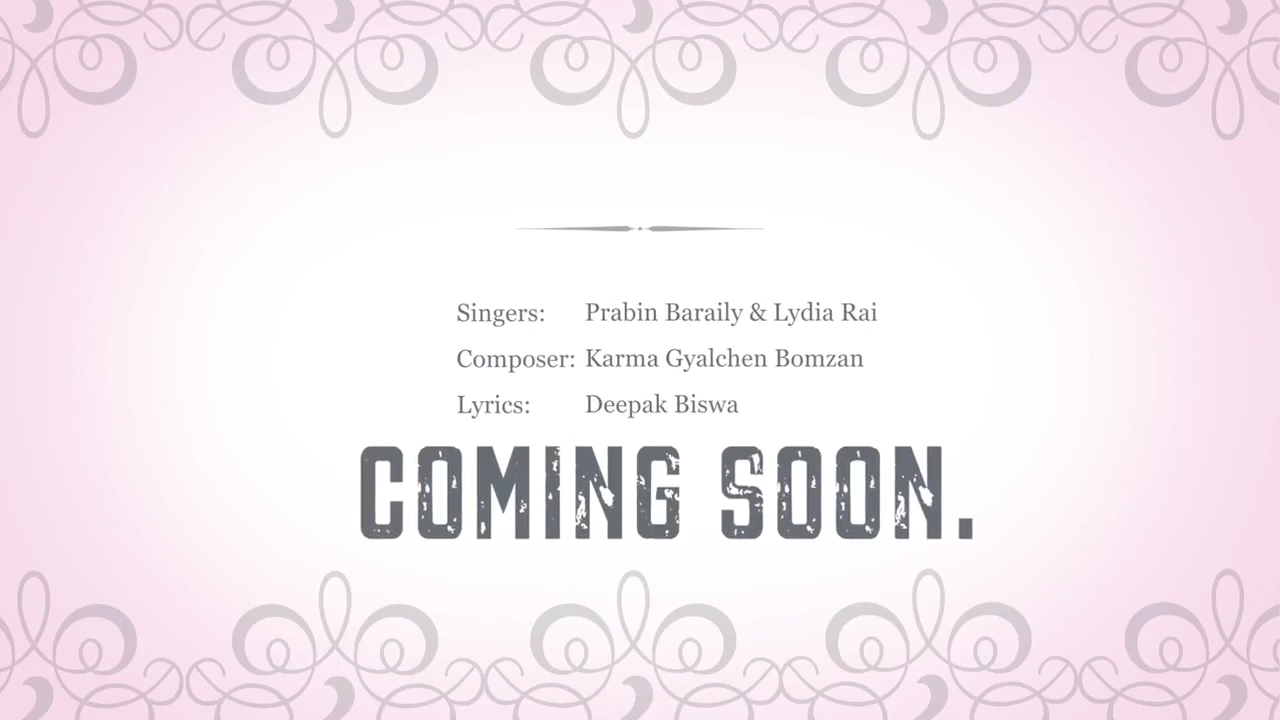 Singers: Prabin Baraily & Lydia Rai
Composer: Karma Gyalchen Bomzan
Lyrics: Deepak Biswa
COMING SOON.